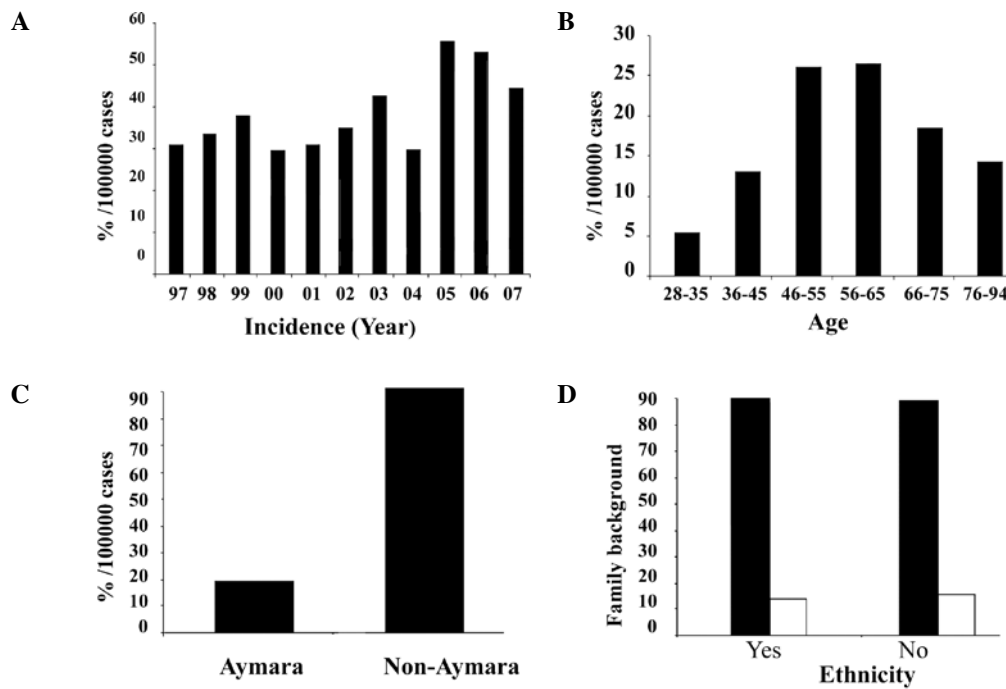 A
% /100000 cases
60
50
40
30
20
10
0
97 98 99 00 01 02 03 04 05 06 07
Incidence (Year)
B
% /100000 cases
30
25
20
15
10
5
0
28-35 36-45 46-55 56-65 66-75 76-94
Age
C
% /100000 cases
90
80
70
60
50
40
30
20
10
0
Aymara Non-Aymara
D
Family background
90
80
70
60
50
40
30
20
10
0
Yes No
Ethnicity